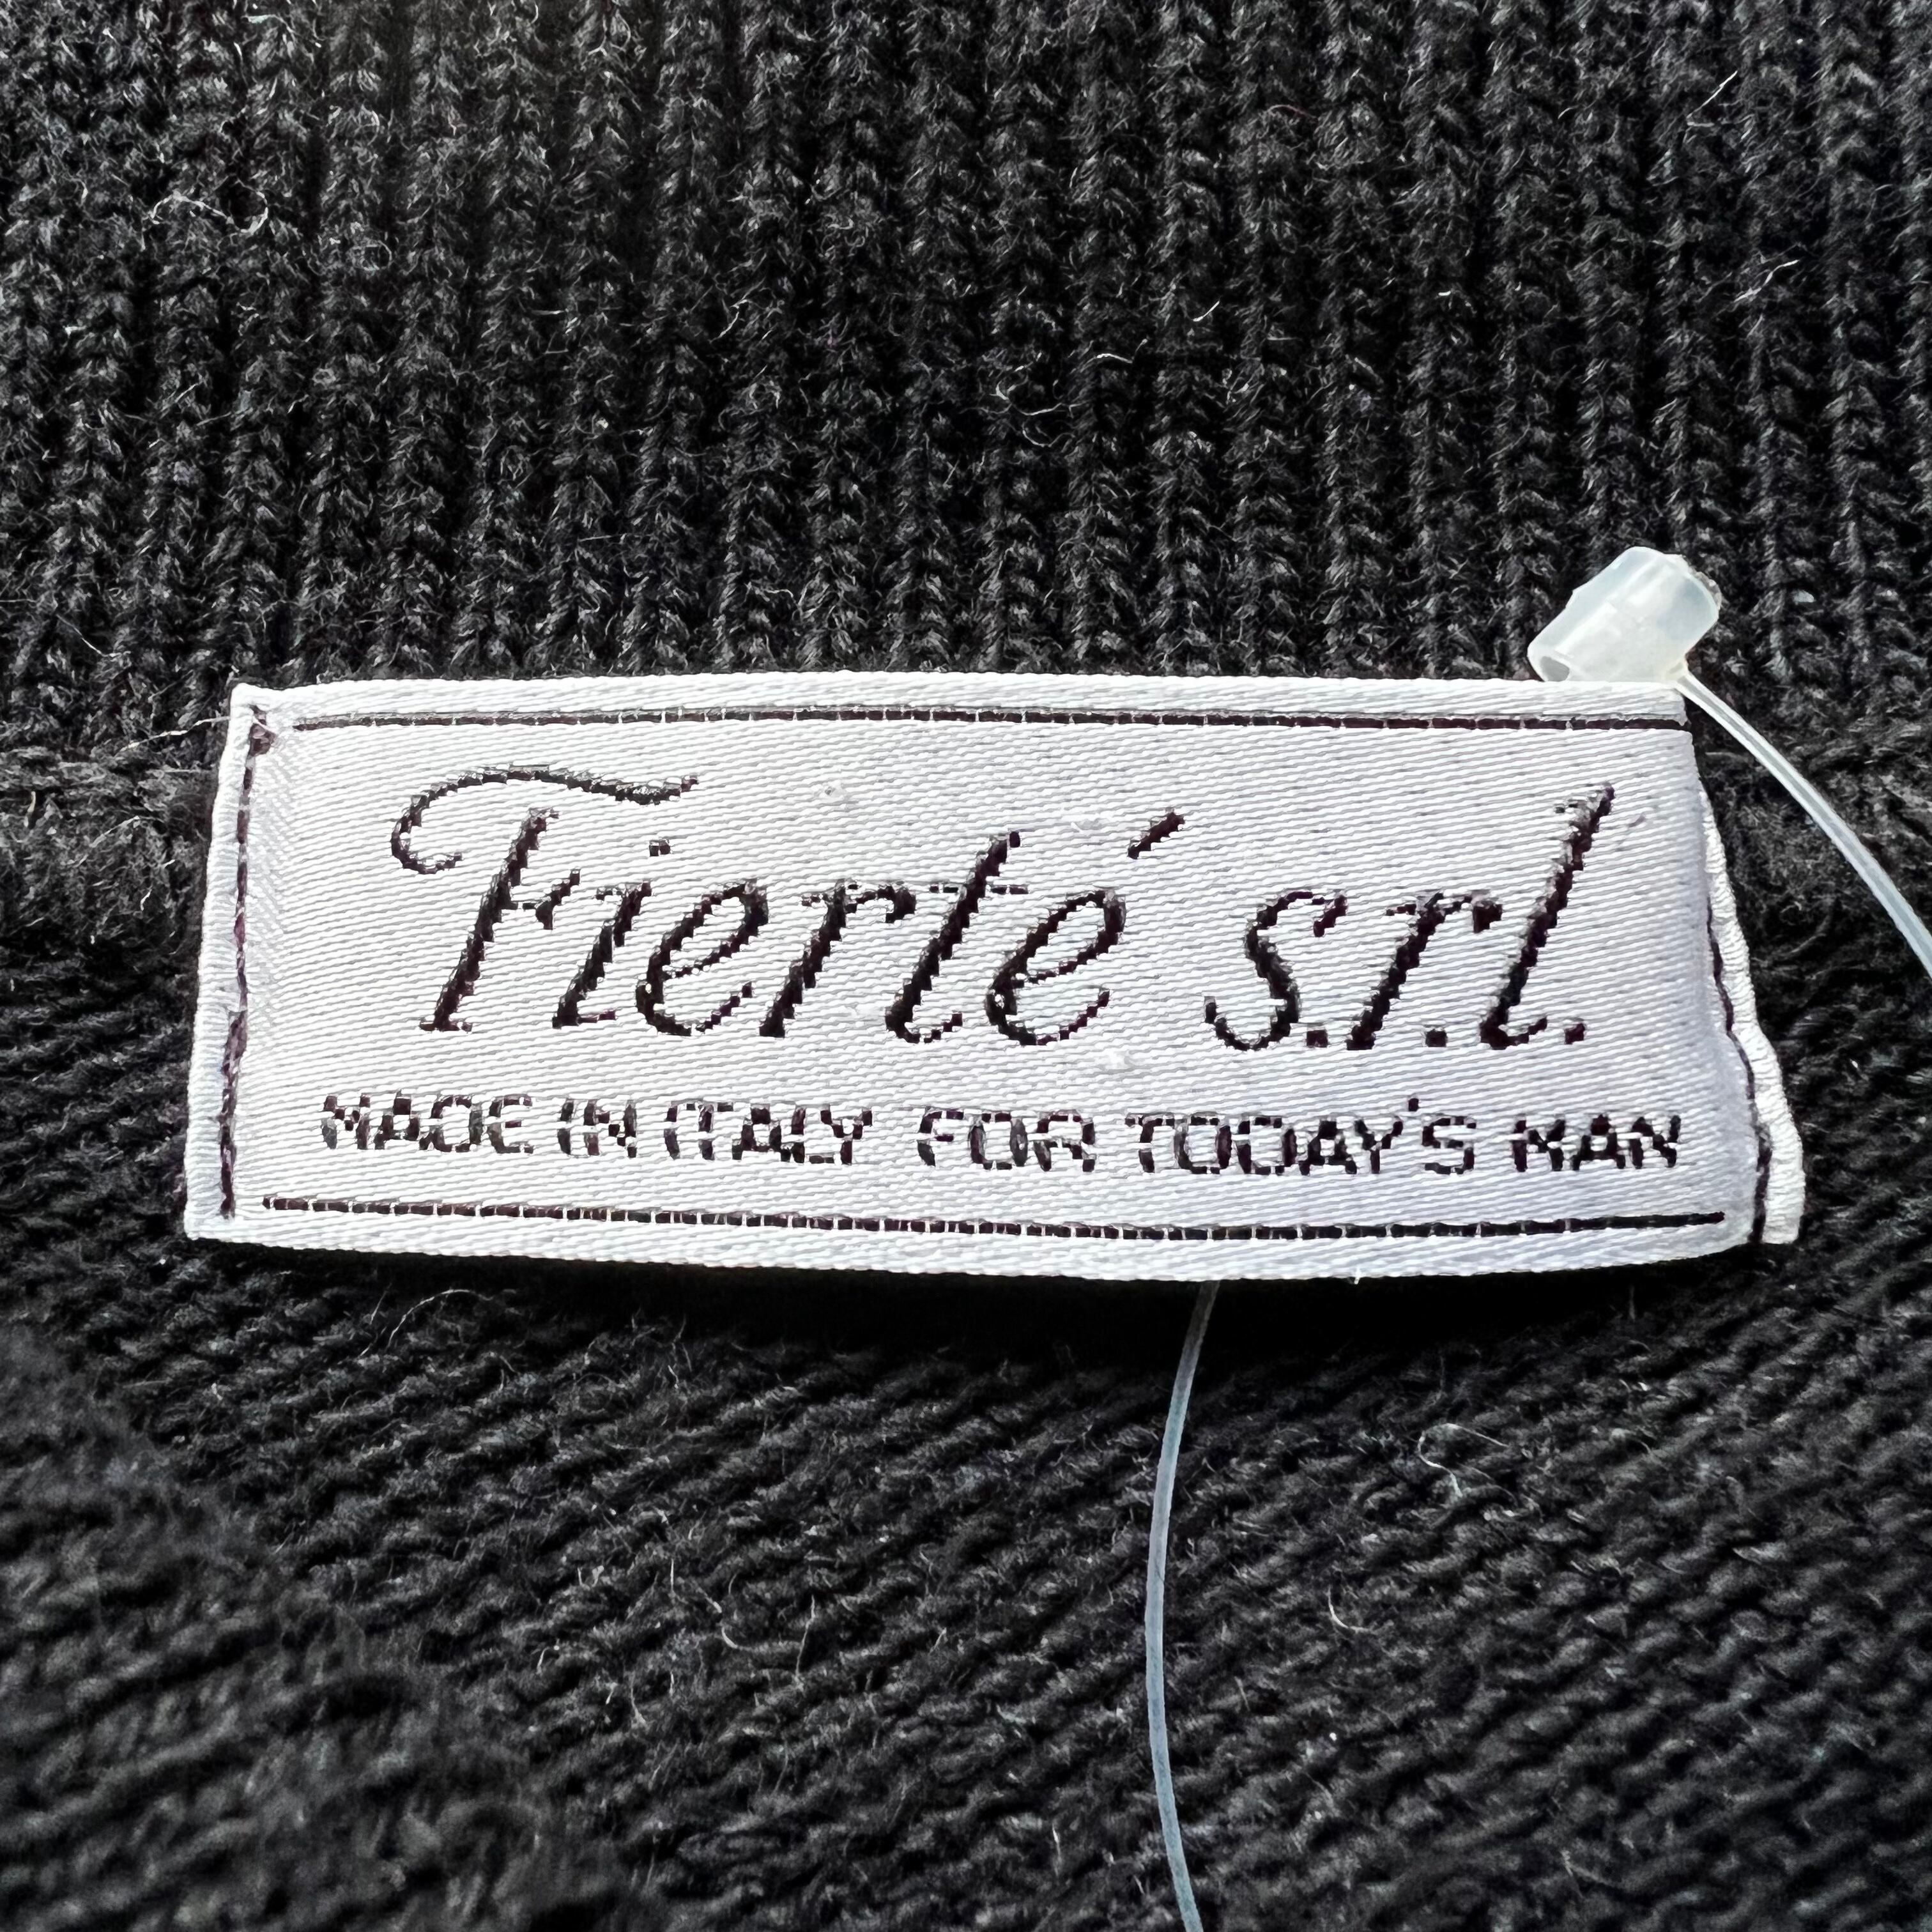 Fierté s.r.l.
MADE IN ITALY FOR TODAY'S MAN